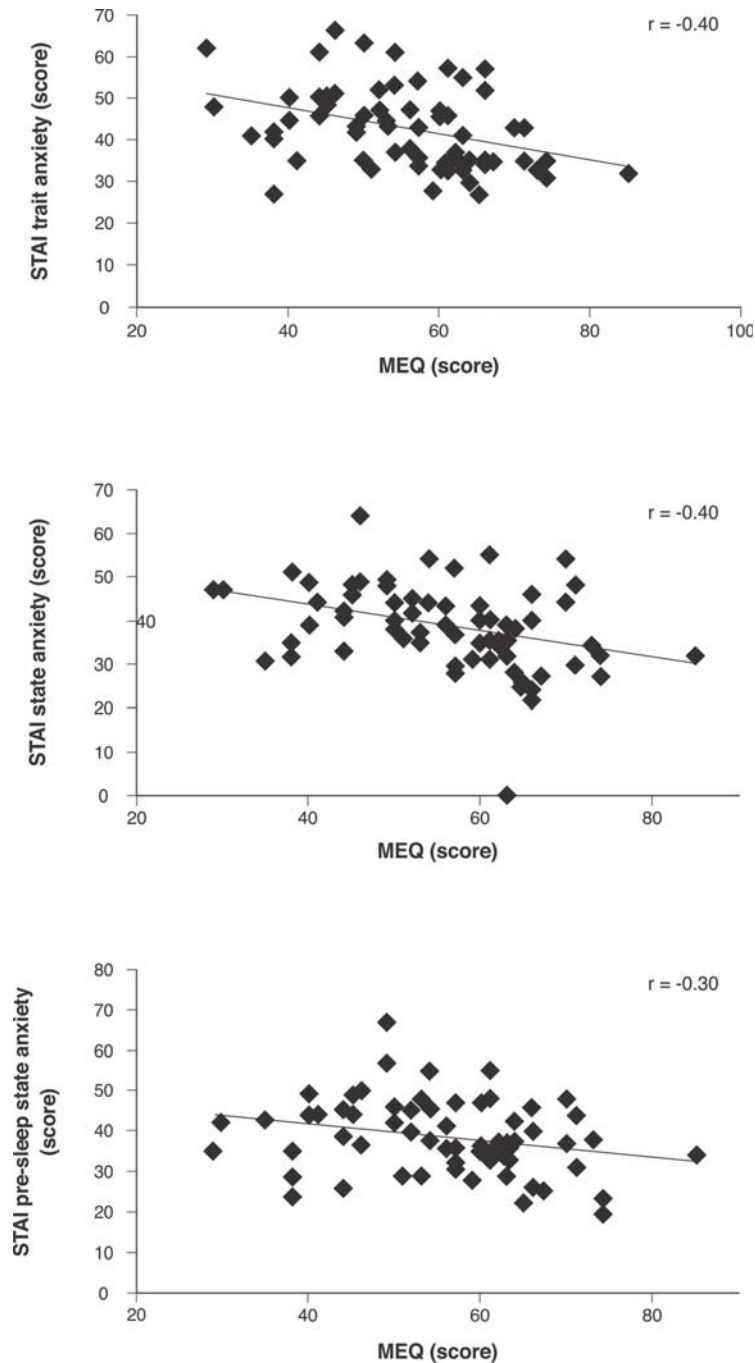 70
r = -0.40
60
50
40
30
20
10
0
20 40 60 80 100
STAI trait anxiety (score)
MEQ (score)
70
r = -0.40
60
50
40
30
20
10
0
40 60 80
STAI state anxiety (score)
MEQ (score)
80
r = -0.30
70
60
50
40
30
20
10
0
20 40 60 80
STAI pre-sleep state anxiety
(score)
MEQ (score)